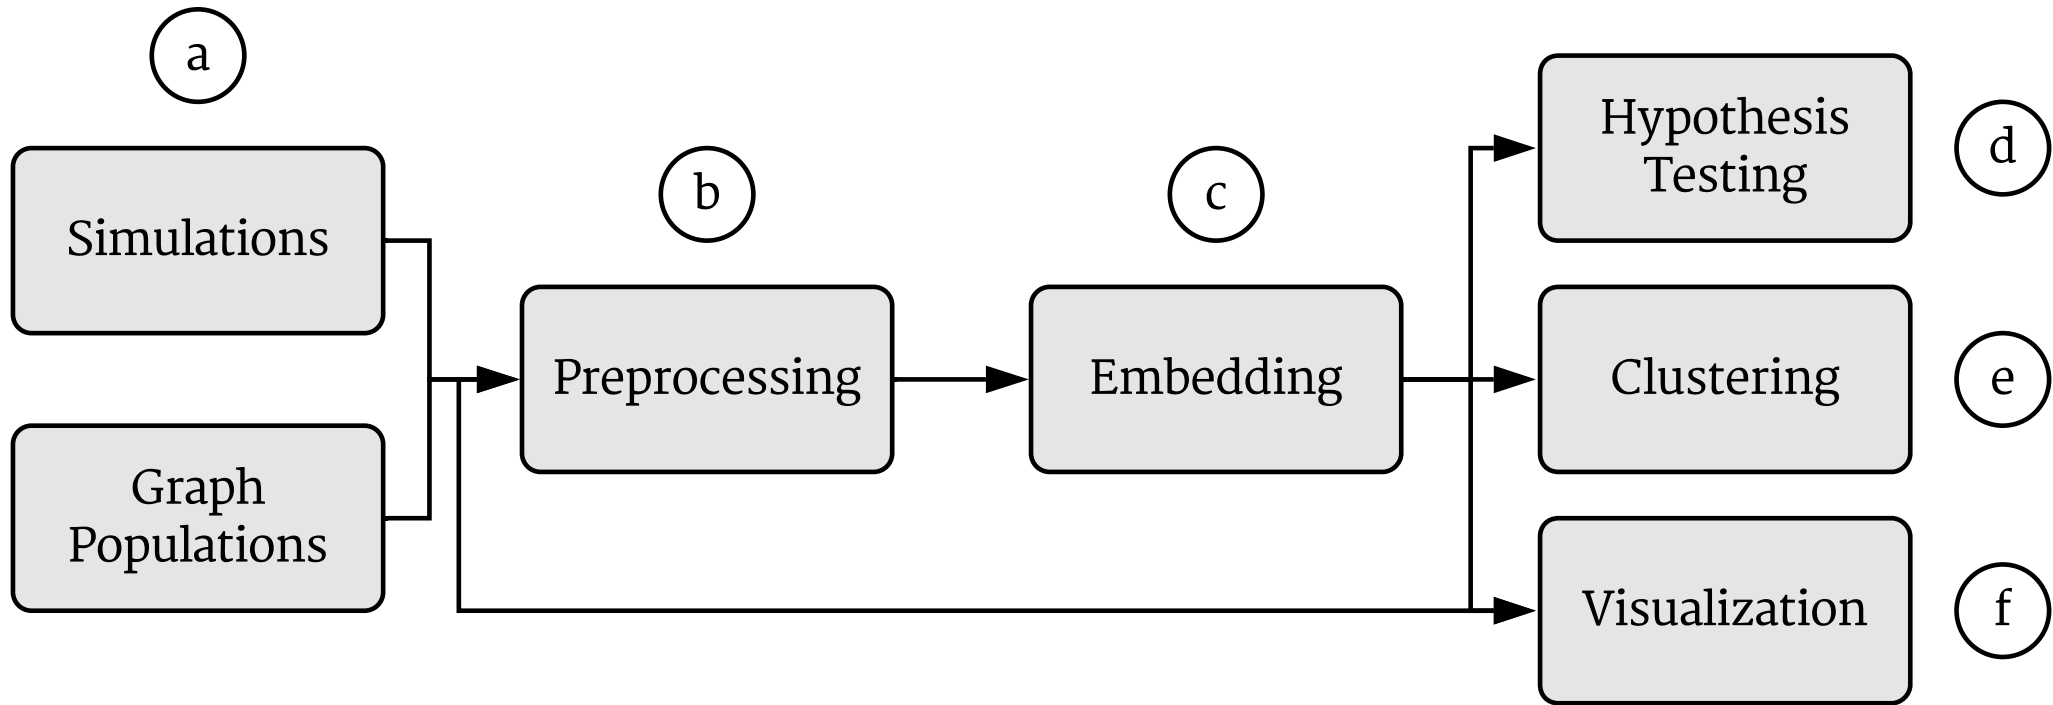 a
Simulations
Graph
Populations
b
Preprocessing
c
Embedding
Hypothesis
Testing
d
Clustering
e
Visualization
f